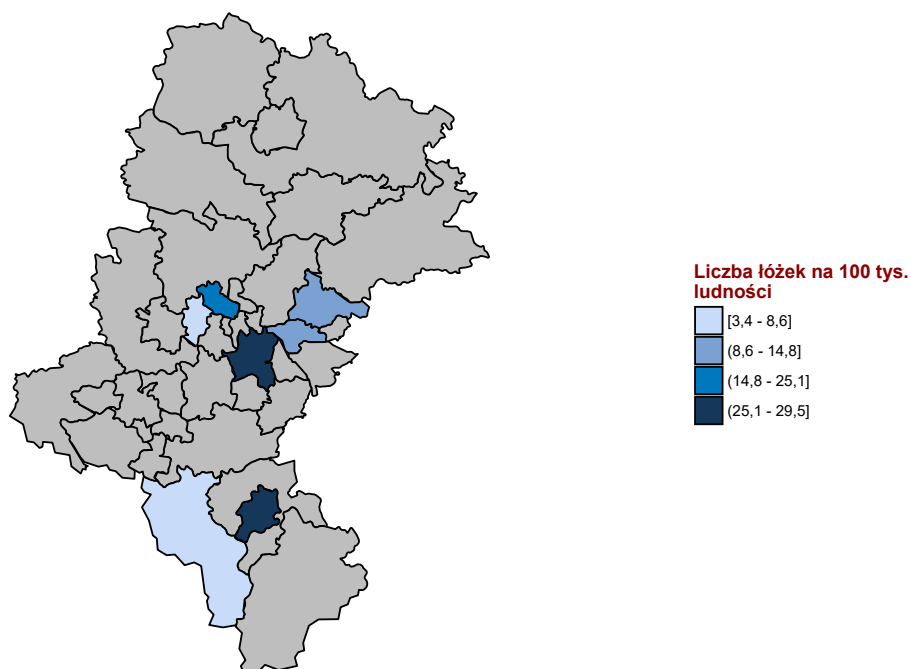 Liczba łóżek na 100 tys.
ludności
[3,4 - 8,6]
(8,6 - 14,8]
(14,8 - 25,1]
(25,1 - 29,5]